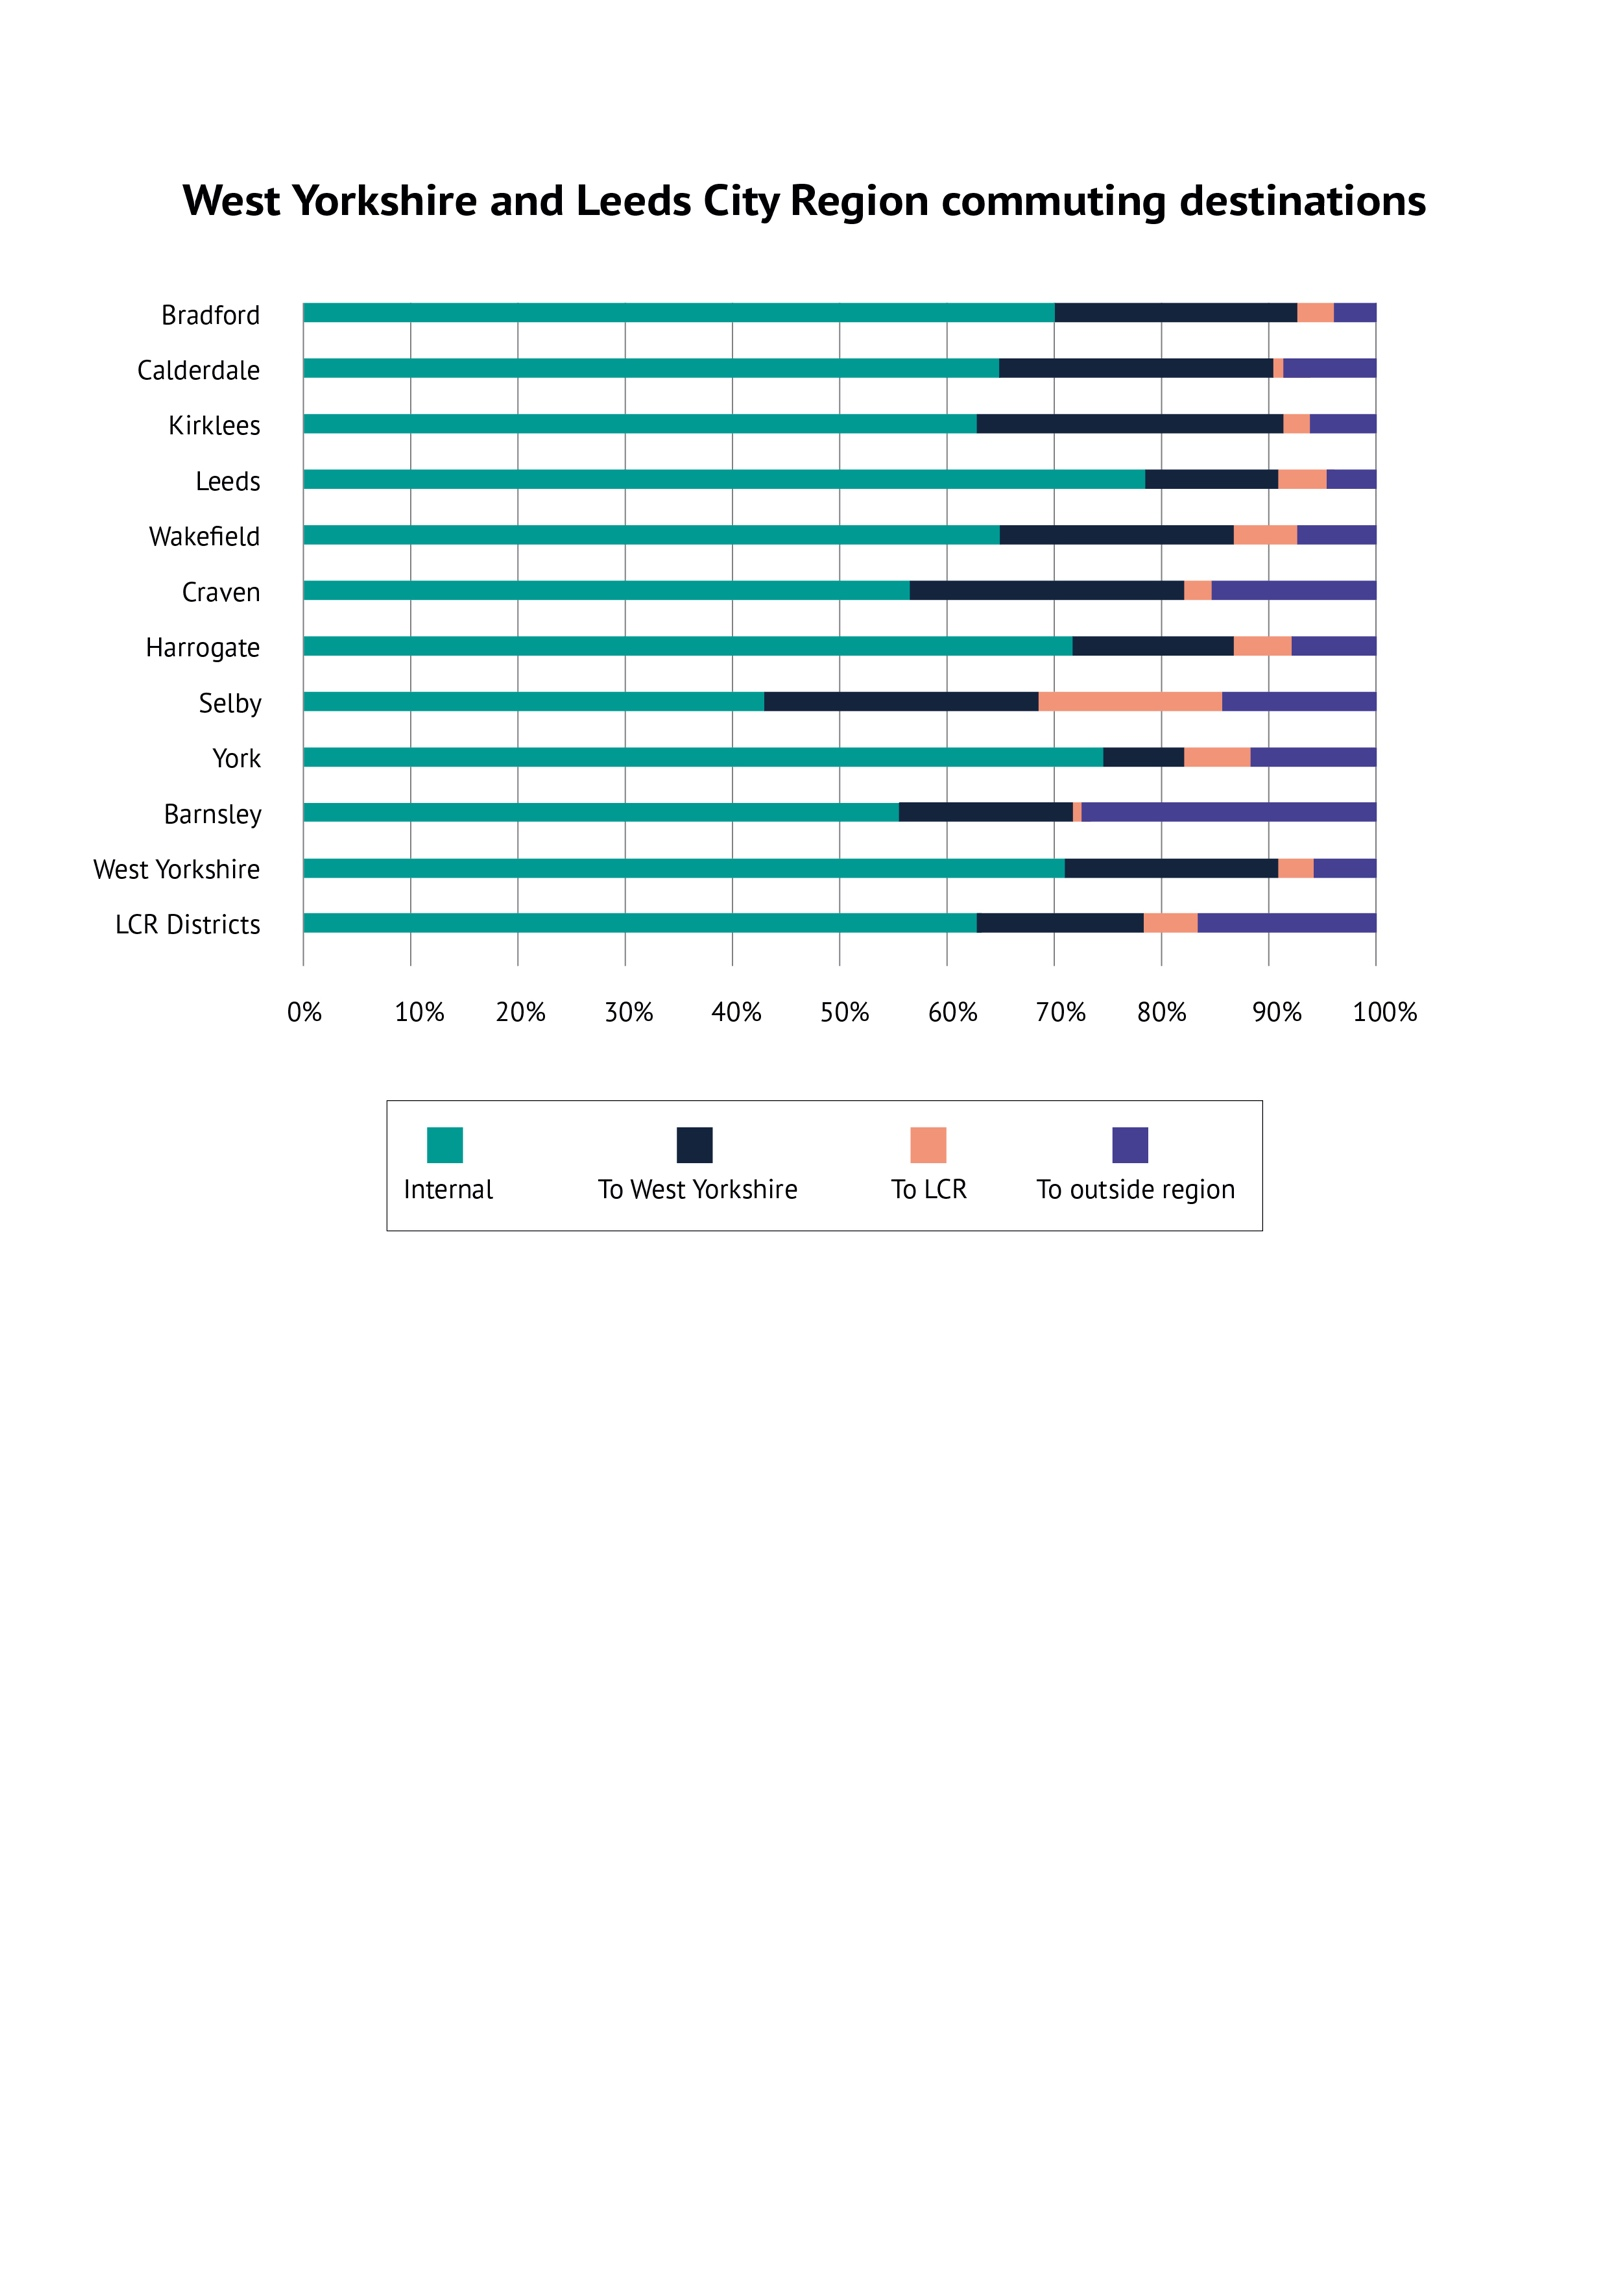 West Yorkshire and Leeds City Region commuting destinations
Bradford
Calderdale
Kirklees
Leeds
Wakefield
Craven
Harrogate
Selby
York
Barnsley
West Yorkshire
LCR Districts
0% 10% 20% 30% 40% 50% 60% 70% 80% 90% 100%
Internal To West Yorkshire To LCR To outside region